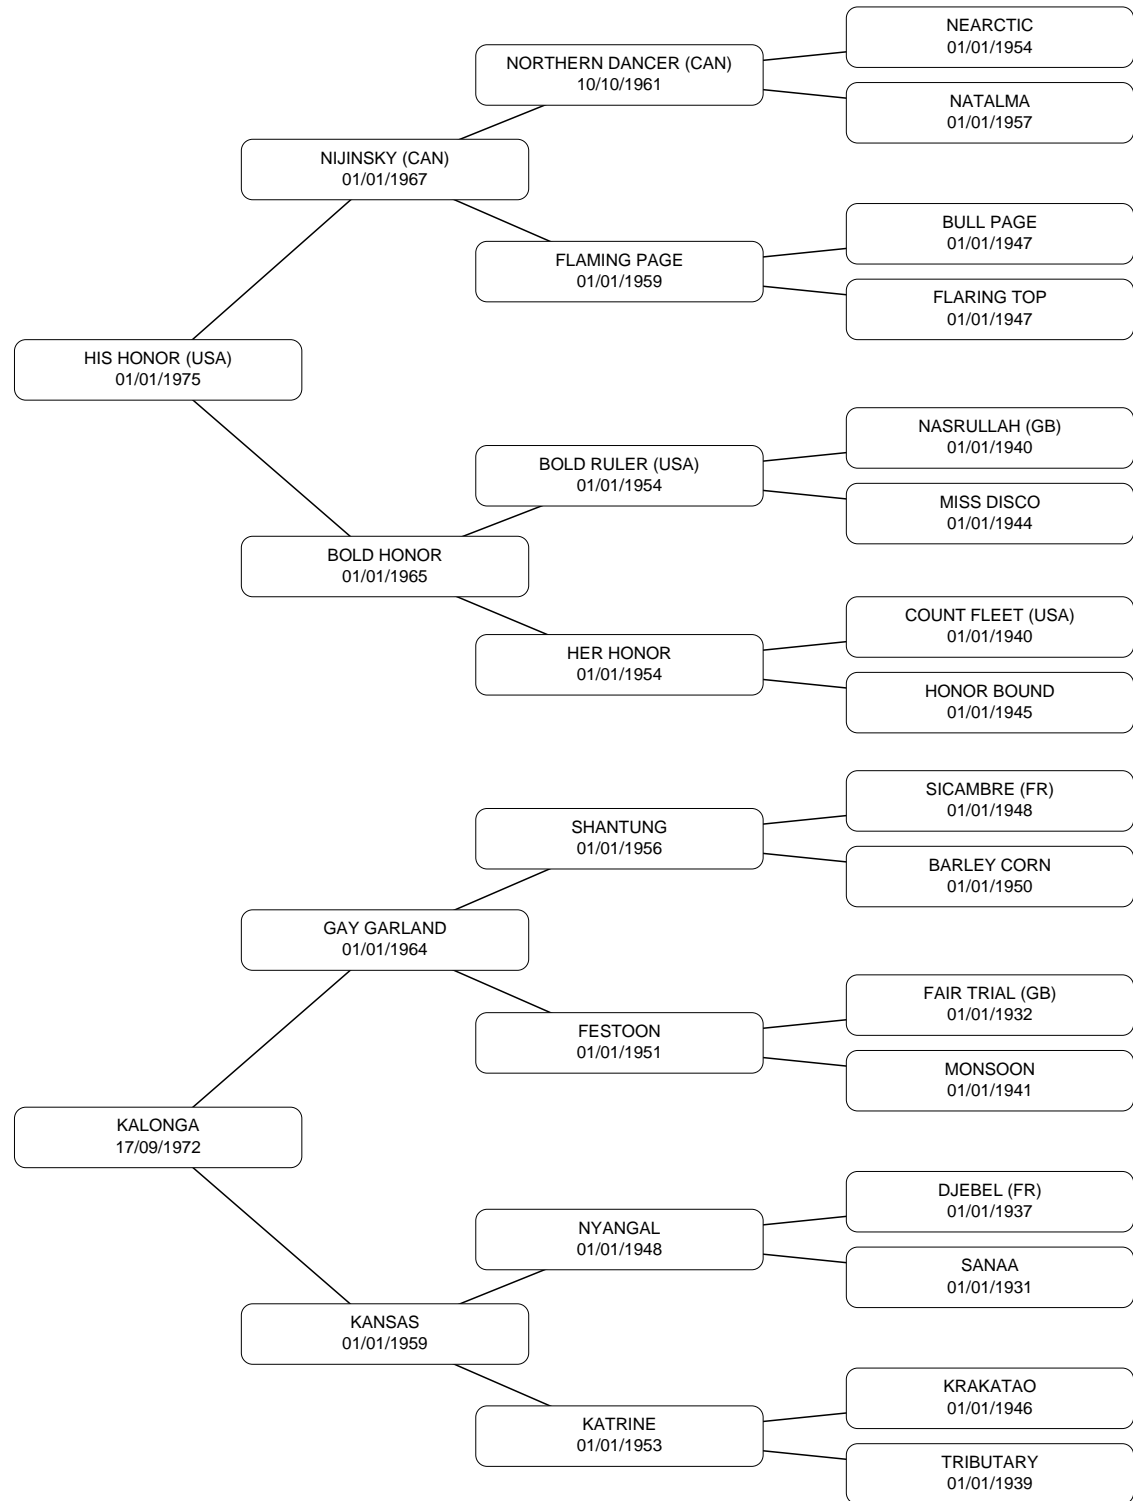 NEARCTIC
01/01/1954
NORTHERN DANCER (CAN)
10/10/1961
NATALMA
01/01/1957
NIJINSKY (CAN)
01/01/1967
BULL PAGE
01/01/1947
FLAMING PAGE
01/01/1959
FLARING TOP
01/01/1947
HIS HONOR (USA)
01/01/1975
NASRULLAH (GB)
01/01/1940
BOLD RULER (USA)
01/01/1954
MISS DISCO
01/01/1944
BOLD HONOR
01/01/1965
COUNT FLEET (USA)
01/01/1940
HER HONOR
01/01/1954
HONOR BOUND
01/01/1945
SICAMBRE (FR)
01/01/1948
SHANTUNG
01/01/1956
BARLEY CORN
01/01/1950
GAY GARLAND
01/01/1964
FAIR TRIAL (GB)
01/01/1932
FESTOON
01/01/1951
MONSOON
01/01/1941
KALONGA
17/09/1972
DJEBEL (FR)
01/01/1937
NYANGAL
01/01/1948
SANAA
01/01/1931
KANSAS
01/01/1959
KRAKATAO
01/01/1946
KATRINE
01/01/1953
TRIBUTARY
01/01/1939